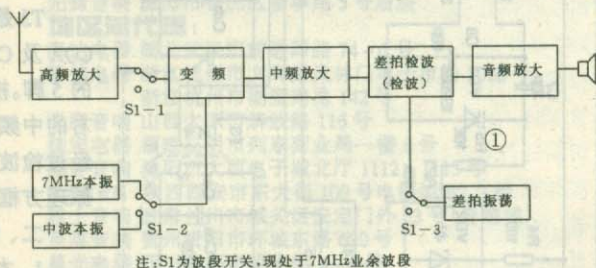 高频放大
变 频
中频放大
差拍检波
(检波)
音频放大
S1-1
①
7MHz本振
中波本振
S1-2
差拍振荡
S1-3
注:S1为波段开关,现处于7MHz业余波段